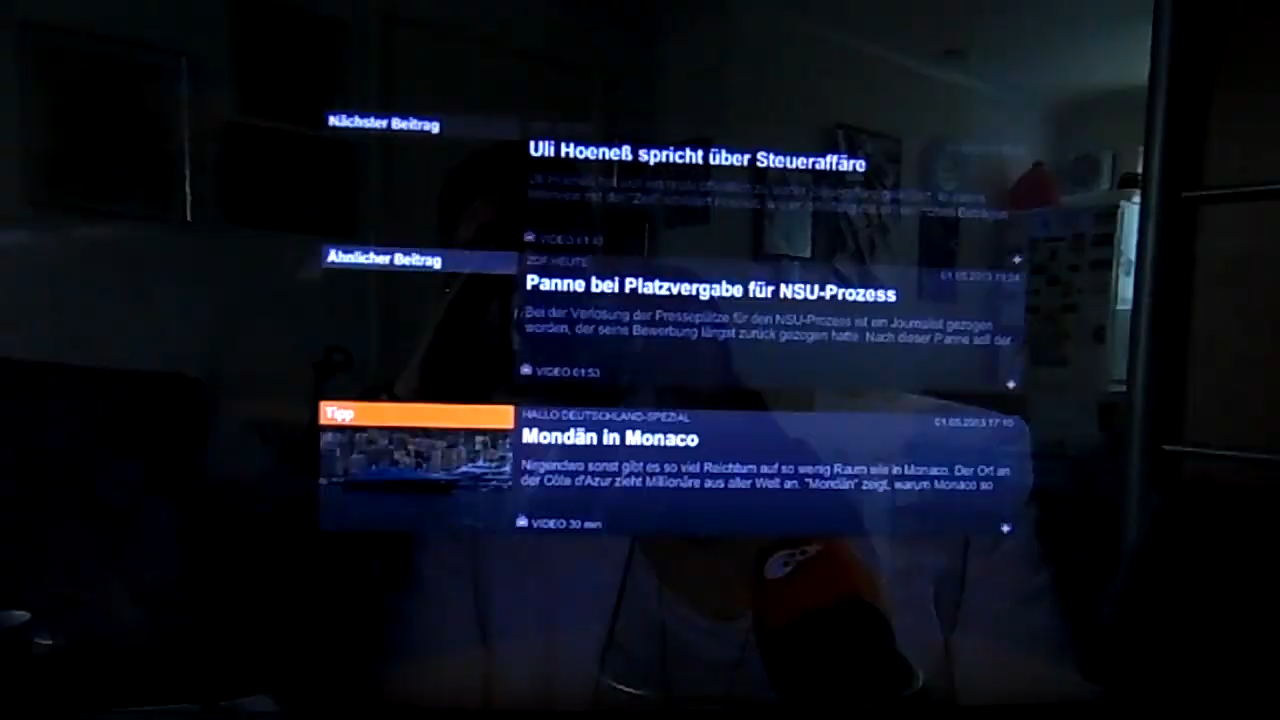 Nächster Beitrag
Uli Hoeneß spricht über Steueraffäre
VIDEO 01:43
Ähnlicher Beitrag
ZDF HEUTE
01.05.2013 19:24
Panne bei Platzvergabe für NSU-Prozess
Bei der Verlosung der Presseplätze für den NSU-Prozess ist ein Journalist gezogen
worden, der seine Bewerbung längst zurück gezogen hatte. Nach dieser Panne soll der
VIDEO 01:53
Tipp
HALLO DEUTSCHLAND-SPEZIAL
01.05.2013 17:10
Mondän in Monaco
Nirgendwo sonst gibt es so viel Reichtum auf so wenig Raum wie in Monaco. Der Ort an
der Côte d'Azur zieht Millionäre aus aller Welt an. "Mondän" zeigt, warum Monaco so
VIDEO 30 min